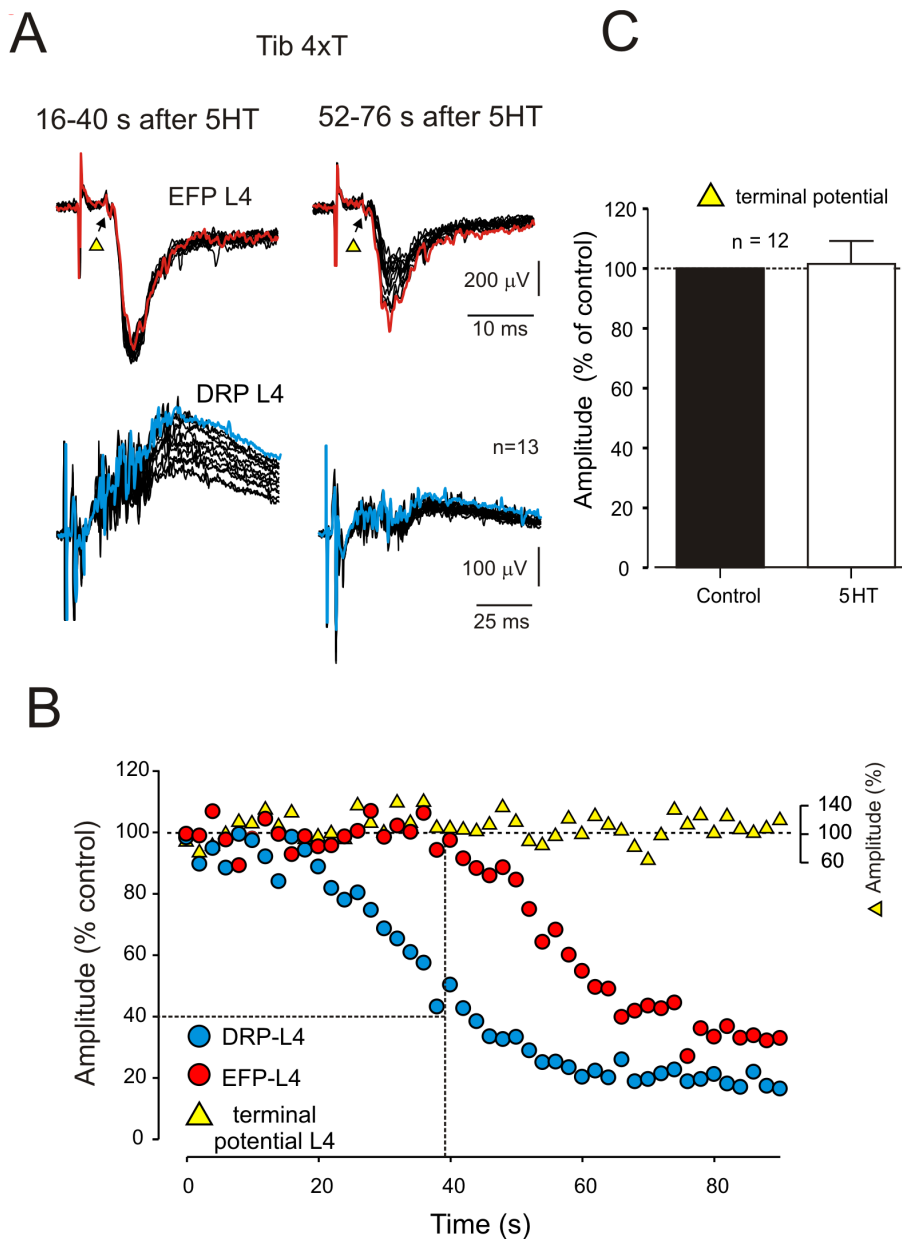 A
Tib 4xT
16-40 s after 5HT
52-76 s after 5HT
EFP L4
200 µV
10 ms
DRP L4
n=13
100 µV
25 ms
C
terminal potential
n = 12
Amplitude (% of control)
120
100
80
60
40
20
0
Control
5HT
B
Amplitude (% control)
120
100
80
60
40
20
0
DRP-L4
EFP-L4
terminal
potential L4
140
100
60
Amplitude (%)
0
20
40
60
80
Time (s)